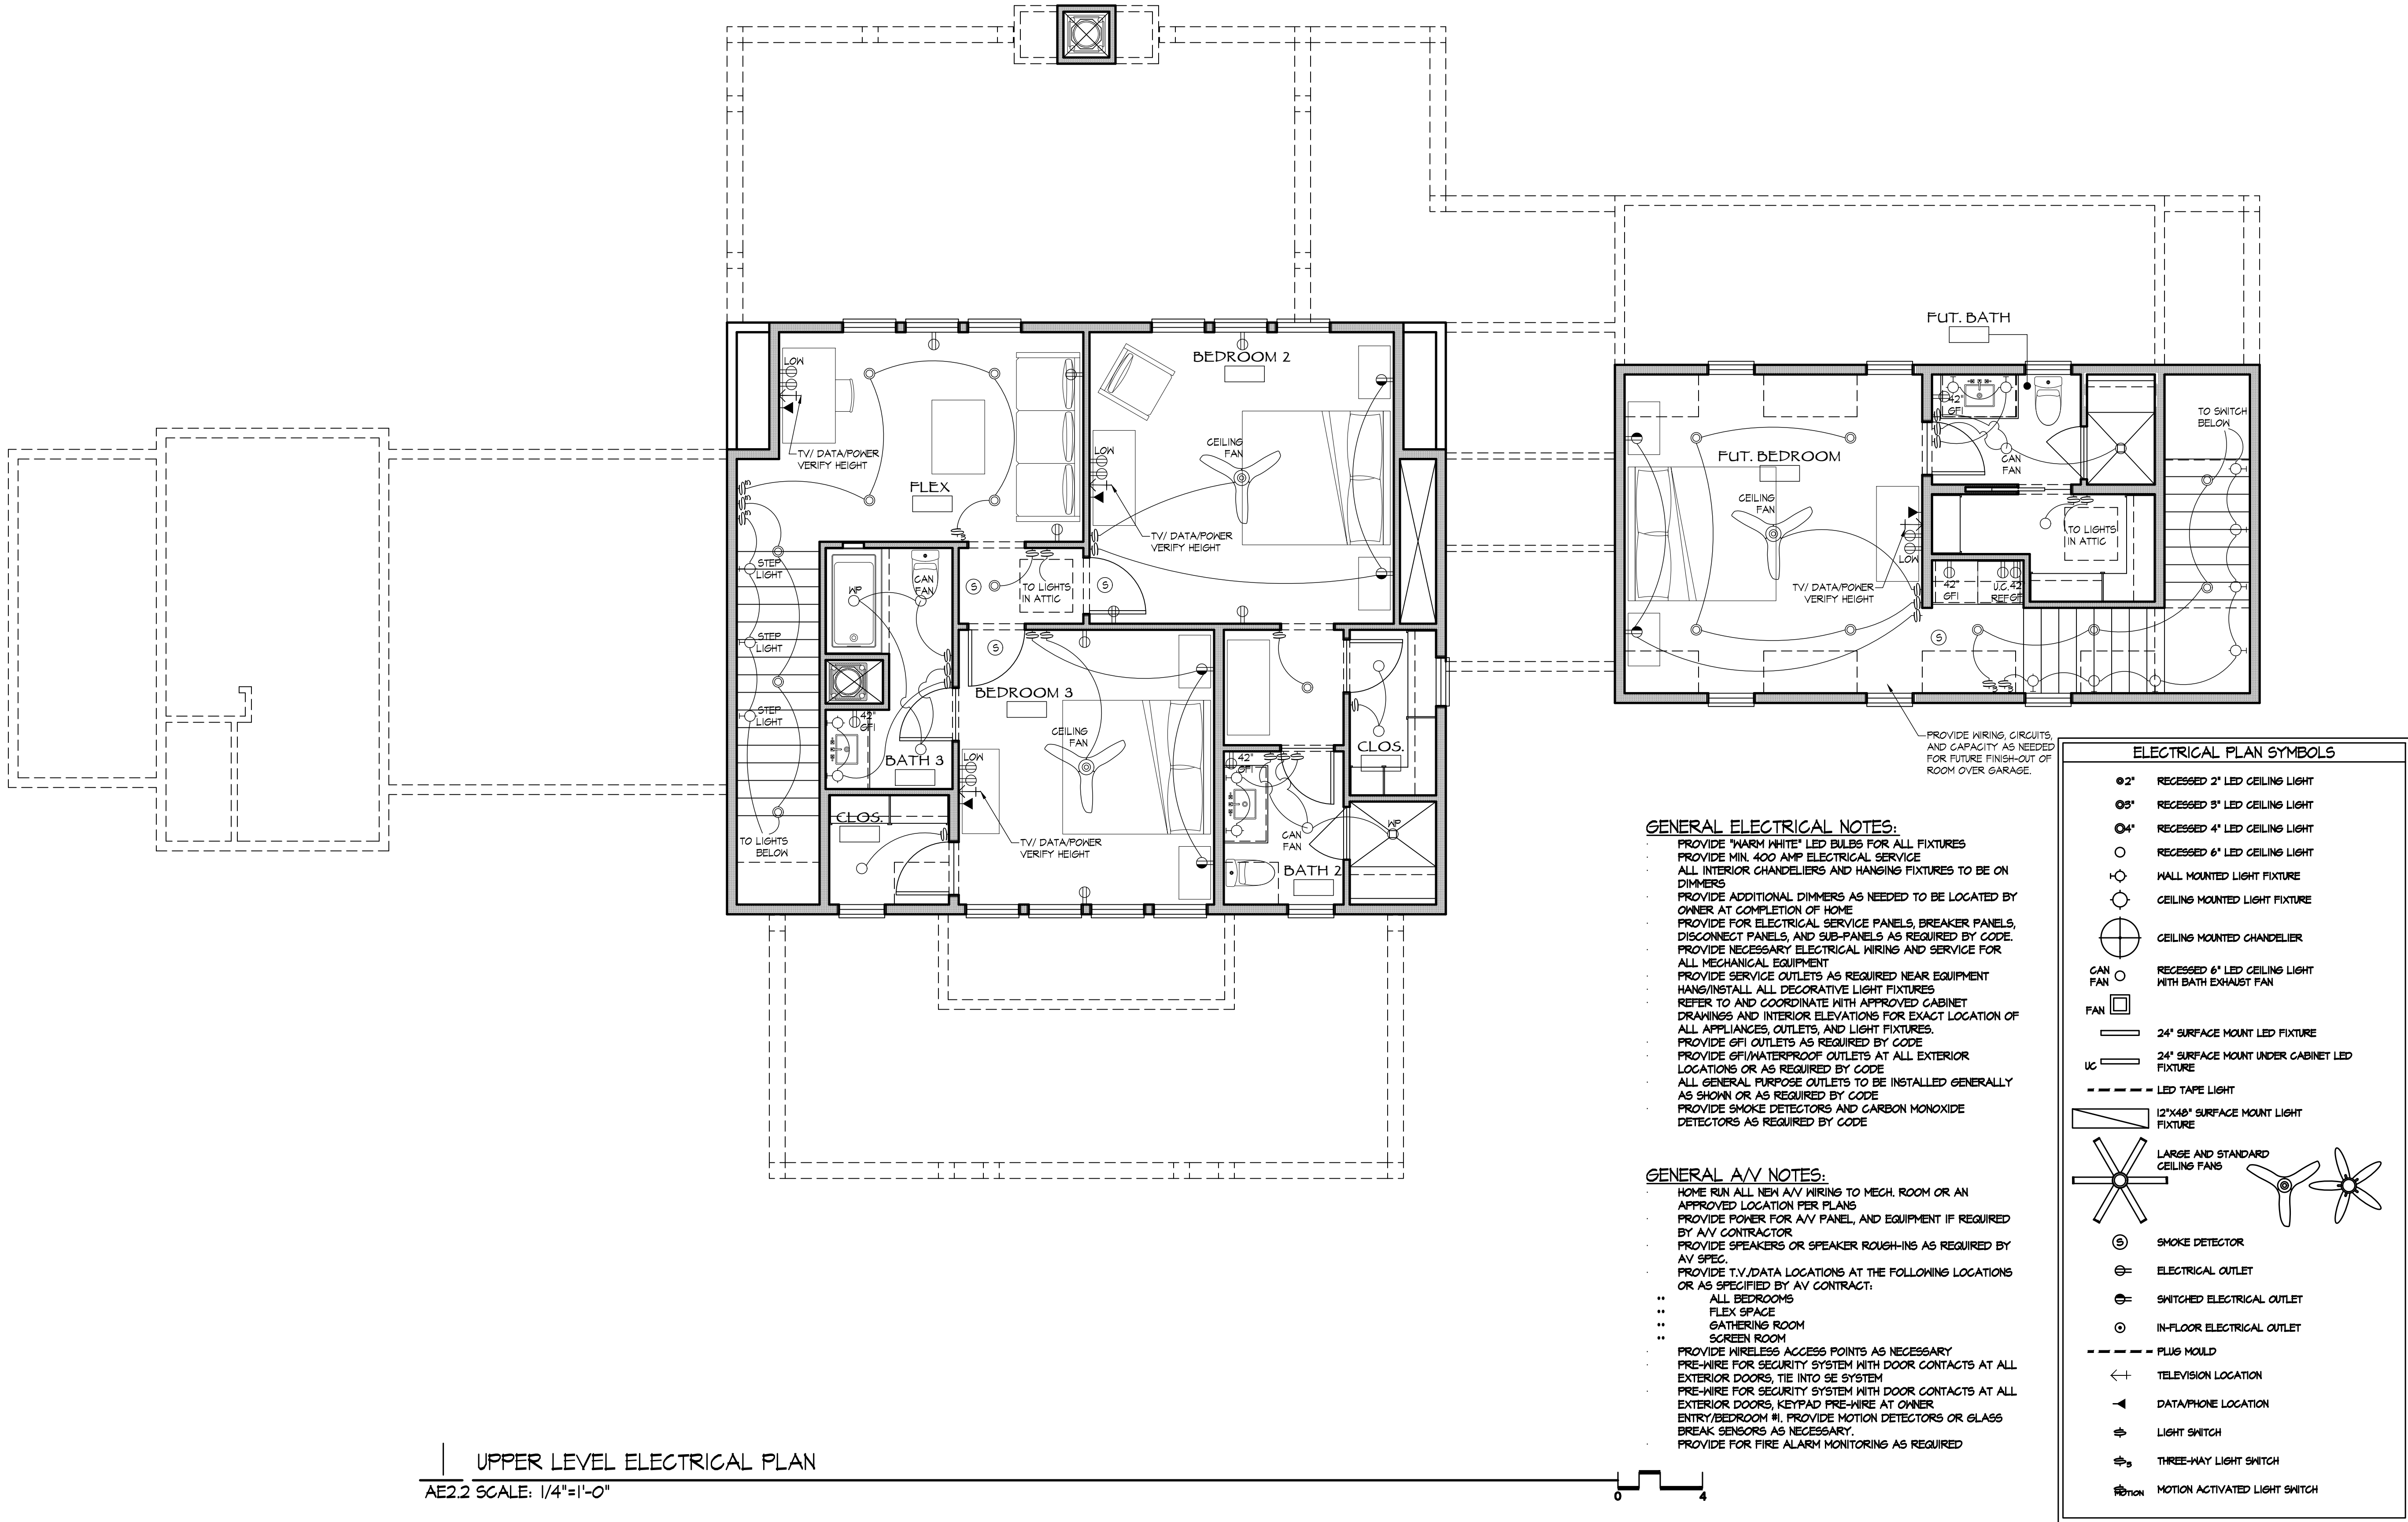 FUT. BATH
BEDROOM 2
LOW
42"
GFI
TO SWITCH
BELOW
CEILING
FAN
LOW
TV/ DATA/POWER
VERIFY HEIGHT
FUT. BEDROOM
CAN
FAN
FLEX
CEILING
FAN
TV/ DATA/POWER
VERIFY HEIGHT
3
3
3
3
TO LIGHTS
IN ATTIC
LOW
STEP
LIGHT
CAN
FAN
WP
S
TO LIGHTS
IN ATTIC
S
TV/ DATA/POWER
VERIFY HEIGHT
42"
GFI
U.C.
REF
42"
GFI
S
STEP
LIGHT
S
3
3
BEDROOM 3
STEP
LIGHT
42"
GFI
CEILING
FAN
BATH 3
LOW
42"
GFI
CLOS.
PROVIDE WIRING, CIRCUITS,
AND CAPACITY AS NEEDED
FOR FUTURE FINISH-OUT OF
ROOM OVER GARAGE.
CLOS.
TO LIGHTS
BELOW
TV/ DATA/POWER
VERIFY HEIGHT
CAN
FAN
WP
BATH 2
GENERAL ELECTRICAL NOTES:
PROVIDE "WARM WHITE" LED BULBS FOR ALL FIXTURES
PROVIDE MIN. 400 AMP ELECTRICAL SERVICE
ALL INTERIOR CHANDELIERS AND HANGING FIXTURES TO BE ON
DIMMERS
PROVIDE ADDITIONAL DIMMERS AS NEEDED TO BE LOCATED BY
OWNER AT COMPLETION OF HOME
PROVIDE FOR ELECTRICAL SERVICE PANELS, BREAKER PANELS,
DISCONNECT PANELS, AND SUB-PANELS AS REQUIRED BY CODE.
PROVIDE NECESSARY ELECTRICAL WIRING AND SERVICE FOR
ALL MECHANICAL EQUIPMENT
PROVIDE SERVICE OUTLETS AS REQUIRED NEAR EQUIPMENT
HANG/INSTALL ALL DECORATIVE LIGHT FIXTURES
REFER TO AND COORDINATE WITH APPROVED CABINET
DRAWINGS AND INTERIOR ELEVATIONS FOR EXACT LOCATION OF
ALL APPLIANCES, OUTLETS, AND LIGHT FIXTURES.
PROVIDE GFI OUTLETS AS REQUIRED BY CODE
PROVIDE GFI/WATERPROOF OUTLETS AT ALL EXTERIOR
LOCATIONS OR AS REQUIRED BY CODE
ALL GENERAL PURPOSE OUTLETS TO BE INSTALLED GENERALLY
AS SHOWN OR AS REQUIRED BY CODE
PROVIDE SMOKE DETECTORS AND CARBON MONOXIDE
DETECTORS AS REQUIRED BY CODE
GENERAL A/V NOTES:
HOME RUN ALL NEW A/V WIRING TO MECH. ROOM OR AN
APPROVED LOCATION PER PLANS
PROVIDE POWER FOR A/V PANEL, AND EQUIPMENT IF REQUIRED
BY A/V CONTRACTOR
PROVIDE SPEAKERS OR SPEAKER ROUGH-INS AS REQUIRED BY
AV SPEC.
PROVIDE T.V./DATA LOCATIONS AT THE FOLLOWING LOCATIONS
OR AS SPECIFIED BY AV CONTRACT:
ALL BEDROOMS
FLEX SPACE
GATHERING ROOM
SCREEN ROOM
PROVIDE WIRELESS ACCESS POINTS AS NECESSARY
PRE-WIRE FOR SECURITY SYSTEM WITH DOOR CONTACTS AT ALL
EXTERIOR DOORS, TIE INTO SE SYSTEM
PRE-WIRE FOR SECURITY SYSTEM WITH DOOR CONTACTS AT ALL
EXTERIOR DOORS, KEYPAD PRE-WIRE AT OWNER
ENTRY/BEDROOM #1. PROVIDE MOTION DETECTORS OR GLASS
BREAK SENSORS AS NECESSARY.
PROVIDE FOR FIRE ALARM MONITORING AS REQUIRED
ELECTRICAL PLAN SYMBOLS
2" RECESSED 2" LED CEILING LIGHT
3" RECESSED 3" LED CEILING LIGHT
4" RECESSED 4" LED CEILING LIGHT
RECESSED 6" LED CEILING LIGHT
WALL MOUNTED LIGHT FIXTURE
CEILING MOUNTED LIGHT FIXTURE
CEILING MOUNTED CHANDELIER
CAN
FAN
RECESSED 6" LED CEILING LIGHT
WITH BATH EXHAUST FAN
FAN
24" SURFACE MOUNT LED FIXTURE
UC
24" SURFACE MOUNT UNDER CABINET LED
FIXTURE
LED TAPE LIGHT
12"X48" SURFACE MOUNT LIGHT
FIXTURE
LARGE AND STANDARD
CEILING FANS
S SMOKE DETECTOR
ELECTRICAL OUTLET
SWITCHED ELECTRICAL OUTLET
IN-FLOOR ELECTRICAL OUTLET
PLUG MOULD
TELEVISION LOCATION
DATA/PHONE LOCATION
LIGHT SWITCH
3 THREE-WAY LIGHT SWITCH
MOTION MOTION ACTIVATED LIGHT SWITCH
1 UPPER LEVEL ELECTRICAL PLAN
AE2.2 SCALE: 1/4"=1'-0"
0 4